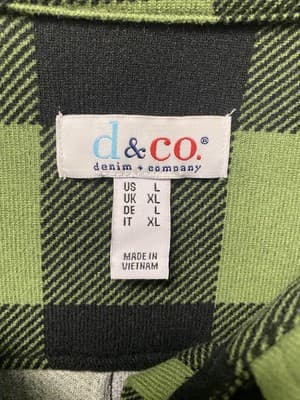 d&co.®
denim + company
US L
UK XL
DE L
IT XL
MADE IN
VIETNAM